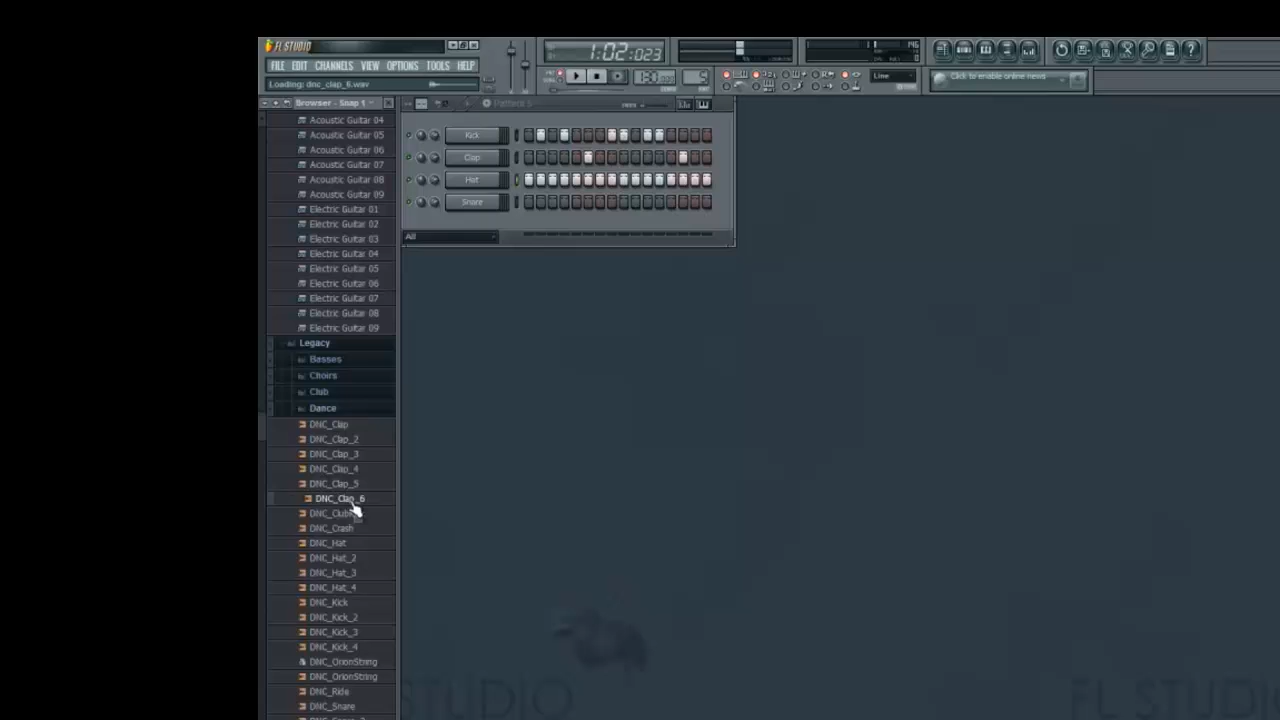 FL STUDIO
1:02:023
FILE EDIT CHANNELS VIEW OPTIONS TOOLS HELP
Loading: dnc_clap_6.wav
130
Line
Click to enable online news
Browser - Snap 1
Pattern 5
Acoustic Guitar 04
Acoustic Guitar 05
Acoustic Guitar 06
Acoustic Guitar 07
Acoustic Guitar 08
Acoustic Guitar 09
Electric Guitar 01
Electric Guitar 02
Electric Guitar 03
Electric Guitar 04
Electric Guitar 05
Electric Guitar 06
Electric Guitar 07
Electric Guitar 08
Electric Guitar 09
Legacy
Basses
Choirs
Club
Dance
DNC_Clap
DNC_Clap_2
DNC_Clap_3
DNC_Clap_4
DNC_Clap_5
DNC_Clap_6
DNC_Crash
DNC_Hat
DNC_Hat_2
DNC_Hat_3
DNC_Hat_4
DNC_Kick
DNC_Kick_2
DNC_Kick_3
DNC_Kick_4
DNC_OrionString
DNC_OrionString
DNC_Ride
DNC_Snare
Kick
Clap
Hat
Snare
All
STUDIO
FL STUDI